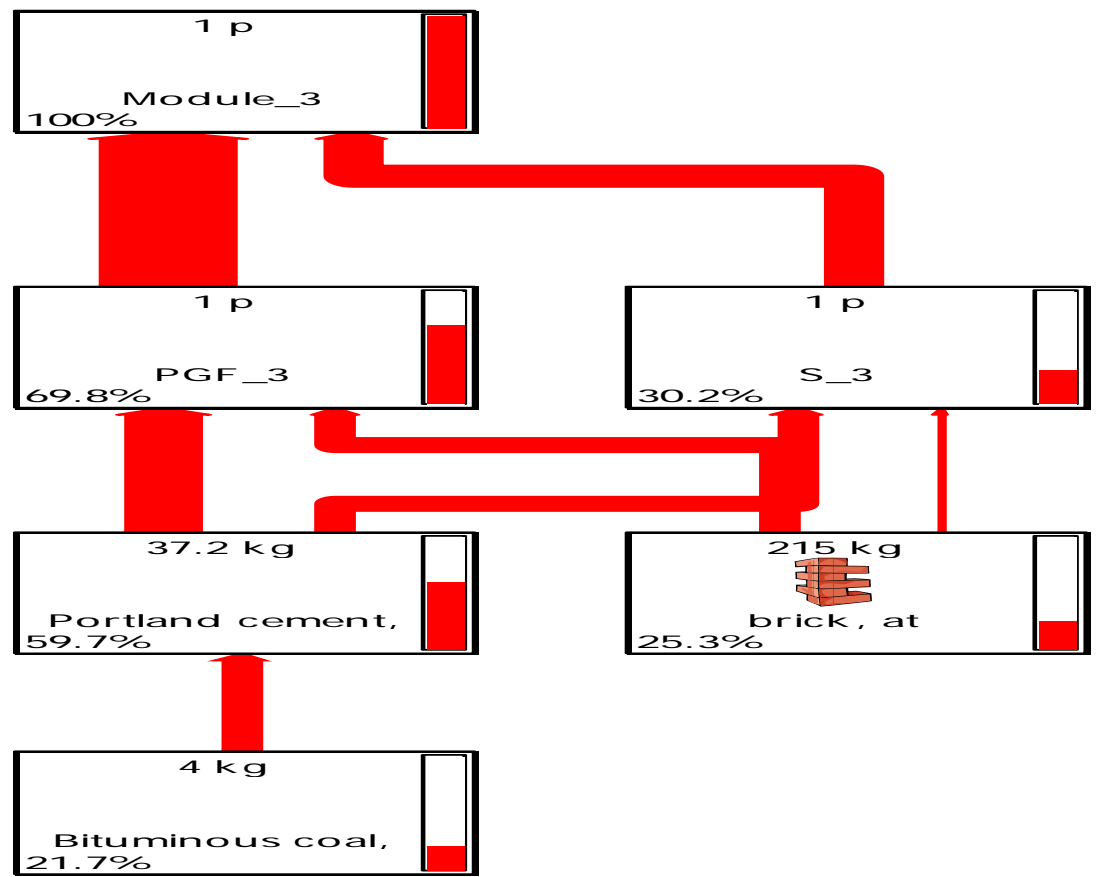 1 p
Module_3
100%
1 p
PGF_3
69.8%
1 p
S_3
30.2%
37.2 kg
Portland cement,
59.7%
215 kg
brick, at
25.3%
4 kg
Bituminous coal,
21.7%